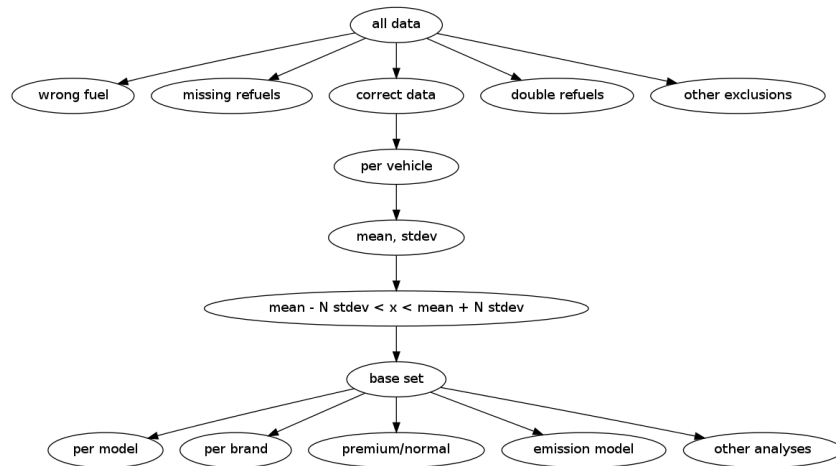 all data
wrong fuel
missing refuels
correct data
double refuels
other exclusions
per vehicle
mean, stdev
mean - N stdev < x < mean + N stdev
base set
per model
per brand
premium/normal
emission model
other analyses